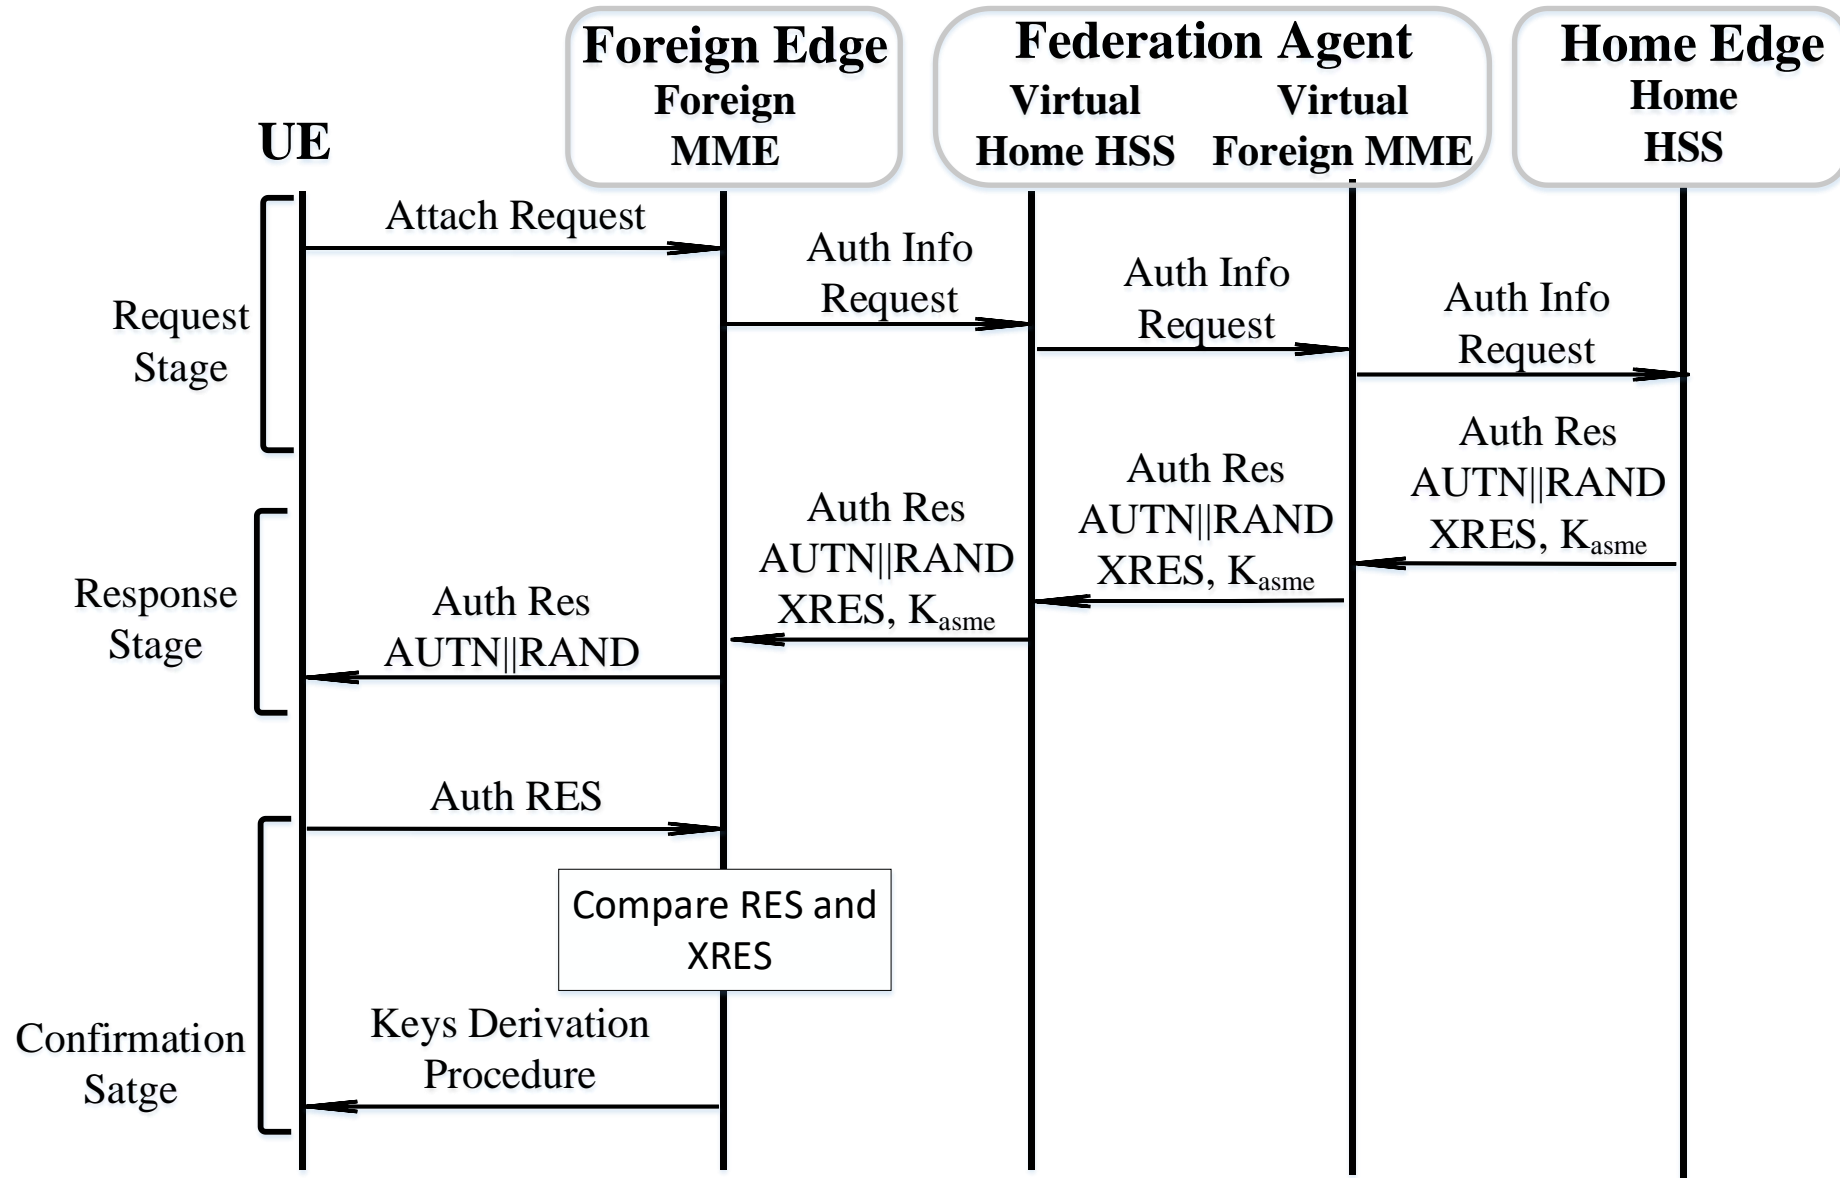 UE
Foreign Edge
Foreign
MME
Federation Agent
Virtual
Home HSS
Virtual
Foreign MME
Home Edge
Home
HSS
Request
Stage
Attach Request
Auth Info
Request
Auth Info
Request
Auth Info
Request
Response
Stage
Auth Res
AUTN||RAND
XRES, Kasme
Auth Res
AUTN||RAND
XRES, Kasme
Auth Res
AUTN||RAND
XRES, Kasme
Auth Res
AUTN||RAND
Confirmation
Satge
Auth RES
Compare RES and
XRES
Keys Derivation
Procedure